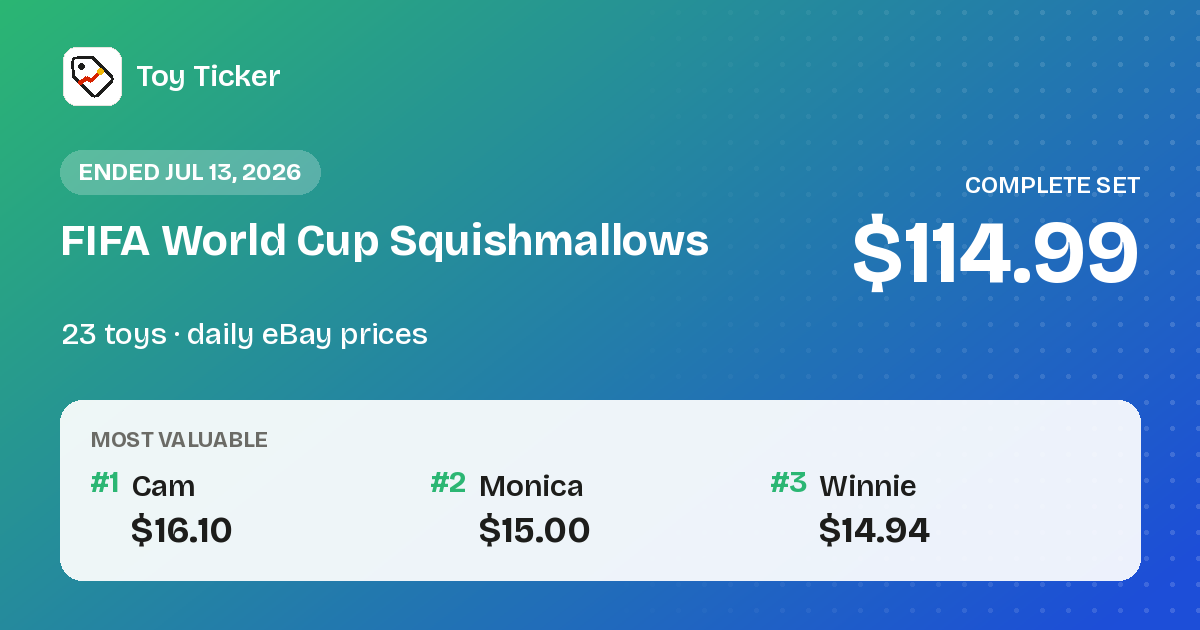 Toy Ticker
ENDED JUL 13, 2026
FIFA World Cup Squishmallows
23 toys · daily eBay prices
COMPLETE SET
$114.99
MOST VALUABLE
#1 Cam
$16.10
#2 Monica
$15.00
#3 Winnie
$14.94